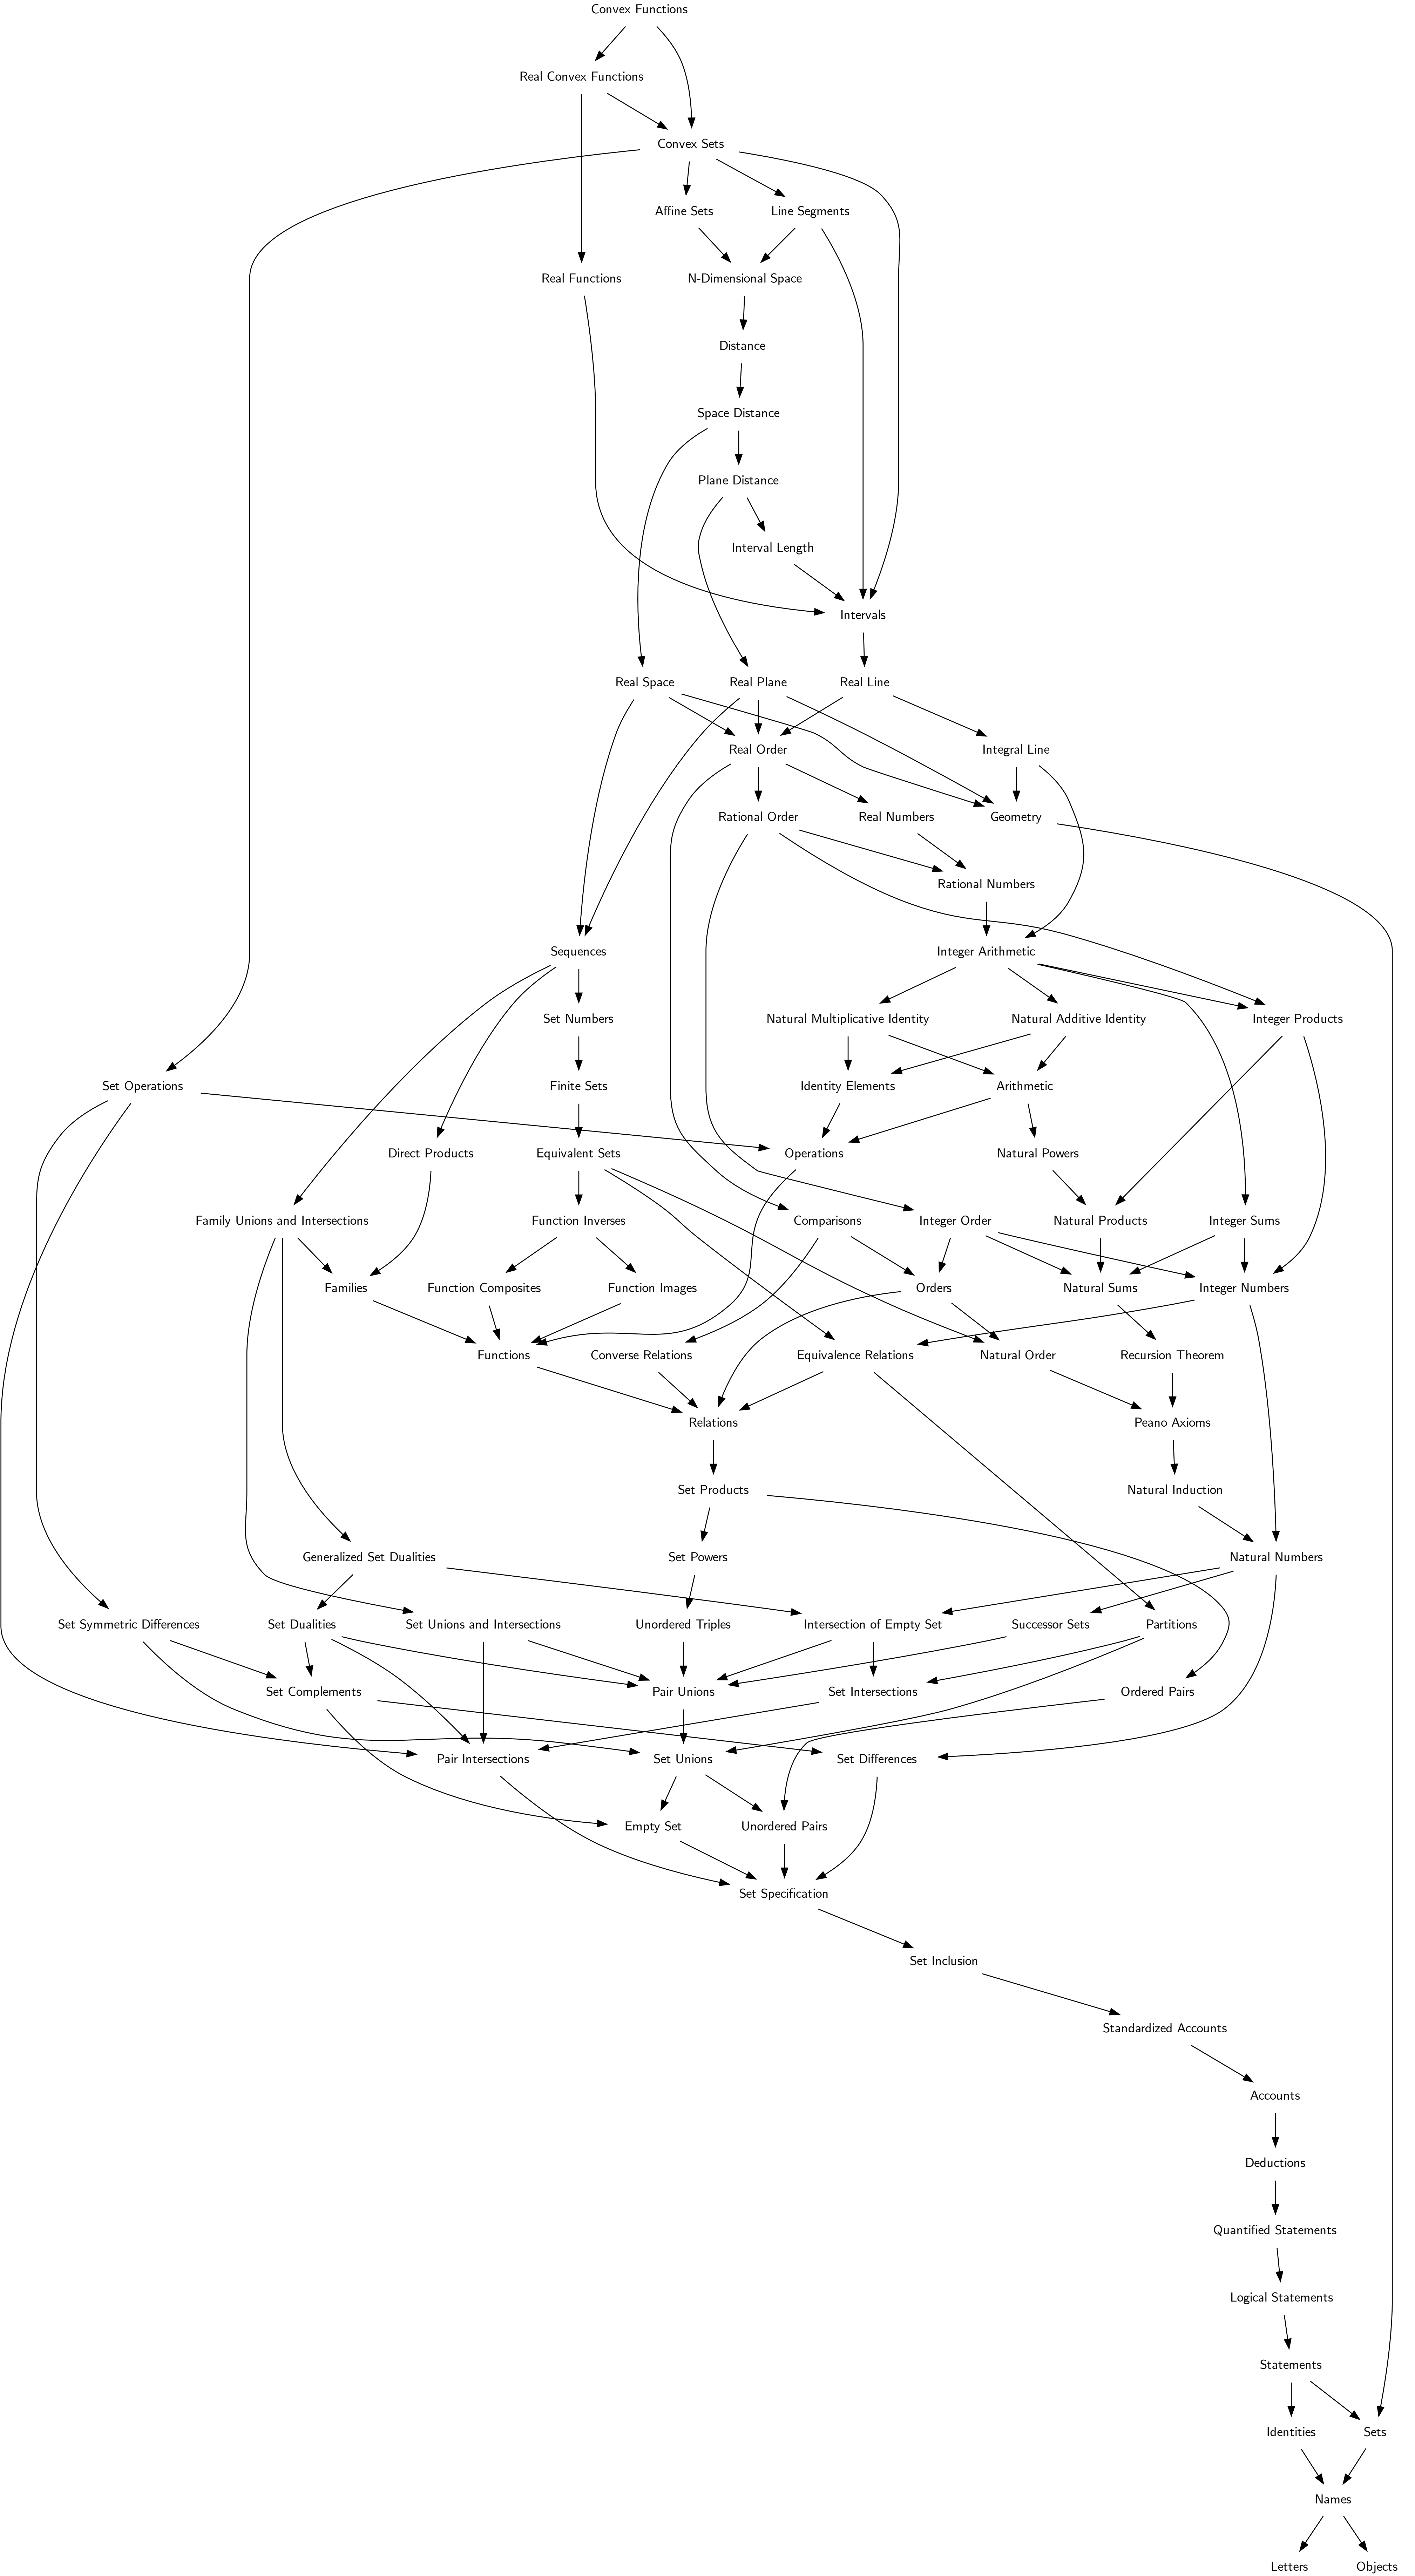 Convex Functions
Real Convex Functions
Convex Sets
Affine Sets
Line Segments
Real Functions
N-Dimensional Space
Distance
Space Distance
Plane Distance
Interval Length
Intervals
Real Space
Real Plane
Real Line
Real Order
Integral Line
Rational Order
Real Numbers
Geometry
Rational Numbers
Sequences
Integer Arithmetic
Set Numbers
Natural Multiplicative Identity
Natural Additive Identity
Integer Products
Set Operations
Finite Sets
Identity Elements
Arithmetic
Direct Products
Equivalent Sets
Operations
Natural Powers
Family Unions and Intersections
Function Inverses
Comparisons
Integer Order
Natural Products
Integer Sums
Families
Function Composites
Function Images
Orders
Natural Sums
Integer Numbers
Functions
Converse Relations
Equivalence Relations
Natural Order
Recursion Theorem
Relations
Peano Axioms
Set Products
Natural Induction
Generalized Set Dualities
Set Powers
Natural Numbers
Set Symmetric Differences
Set Dualities
Set Unions and Intersections
Unordered Triples
Intersection of Empty Set
Successor Sets
Partitions
Set Complements
Pair Unions
Set Intersections
Ordered Pairs
Pair Intersections
Set Unions
Set Differences
Empty Set
Unordered Pairs
Set Specification
Set Inclusion
Standardized Accounts
Accounts
Deductions
Quantified Statements
Logical Statements
Statements
Identities
Sets
Names
Letters
Objects